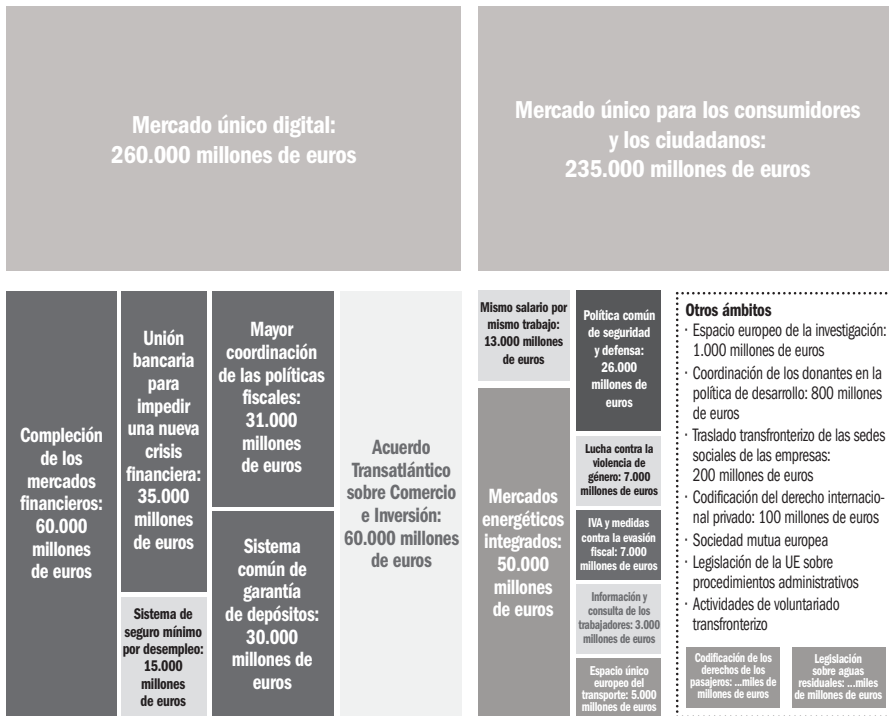 Mercado único digital:
260.000 millones de euros
Mercado único para los consumidores
y los ciudadanos:
235.000 millones de euros
Compleción
de los
mercados
financieros:
60.000
millones
de euros
Unión
bancaria
para
impedir
una nueva
crisis
financiera:
35.000
millones
de euros
Sistema de
seguro mínimo
por desempleo:
15.000
millones
de euros
Mayor
coordinación
de las políticas
fiscales:
31.000
millones
de euros
Sistema
común de
garantía
de depósitos:
30.000
millones de
euros
Acuerdo
Transatlántico
sobre Comercio
e Inversión:
60.000 millones
de euros
Mismo salario por
mismo trabajo:
13.000 millones
de euros
Mercados
energéticos
integrados:
50.000
millones
de euros
Política común
de seguridad
y defensa:
26.000
millones de
euros
Lucha contra la
violencia de
género: 7.000
millones de euros
IVA y medidas
contra la evasión
fiscal: 7.000
millones de euros
Información y
consulta de los
trabajadores: 3.000
millones de euros
Espacio único
europeo del
transporte: 5.000
millones de euros
Otros ámbitos
· Espacio europeo de la investigación:
1.000 millones de euros
· Coordinación de los donantes en la
política de desarrollo: 800 millones
de euros
· Traslado transfronterizo de las sedes
sociales de las empresas:
200 millones de euros
· Codificación del derecho internacio-
nal privado: 100 millones de euros
· Sociedad mutua europea
· Legislación de la UE sobre
procedimientos administrativos
· Actividades de voluntariado
transfronterizo
Codificación de los
derechos de los
pasajeros: ...miles de
millones de euros
Legislación
sobre aguas
residuales: ...miles
de millones de euros